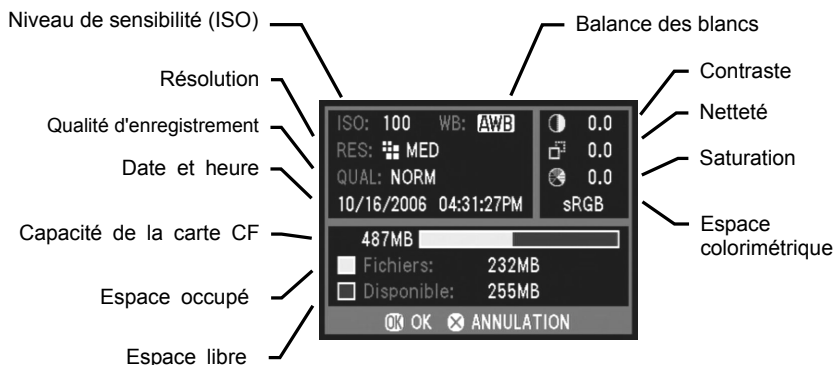 Niveau de sensibilité (ISO)
Résolution
Qualité d'enregistrement
Date et heure
Capacité de la carte CF
Espace occupé
Espace libre
ISO: 100 WB: AWB
RES: MED
QUAL: NORM
10/16/2006 04:31:27PM
0.0
0.0
0.0
sRGB
487MB
Fichiers: 232MB
Disponible: 255MB
OK OK ANNULATION
Balance des blancs
Contraste
Netteté
Saturation
Espace
colorimétrique